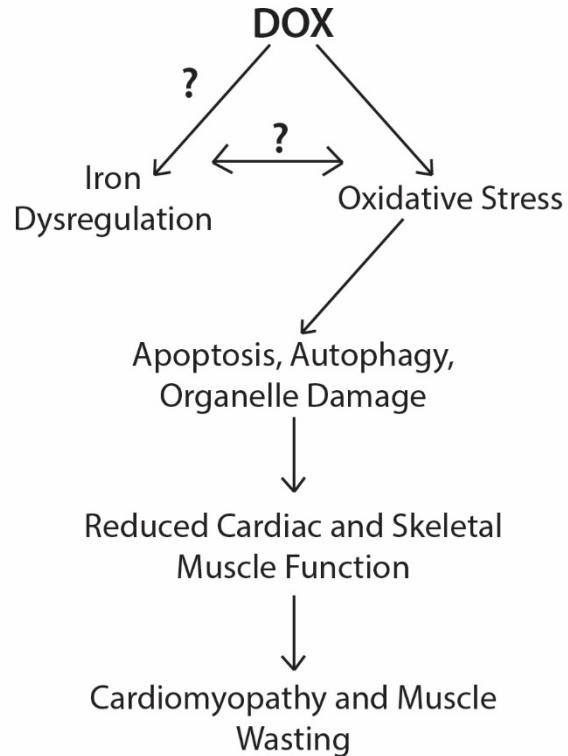 DOX
?
?
Iron
Dysregulation
Oxidative Stress
Apoptosis, Autophagy,
Organelle Damage
Reduced Cardiac and Skeletal
Muscle Function
Cardiomyopathy and Muscle
Wasting